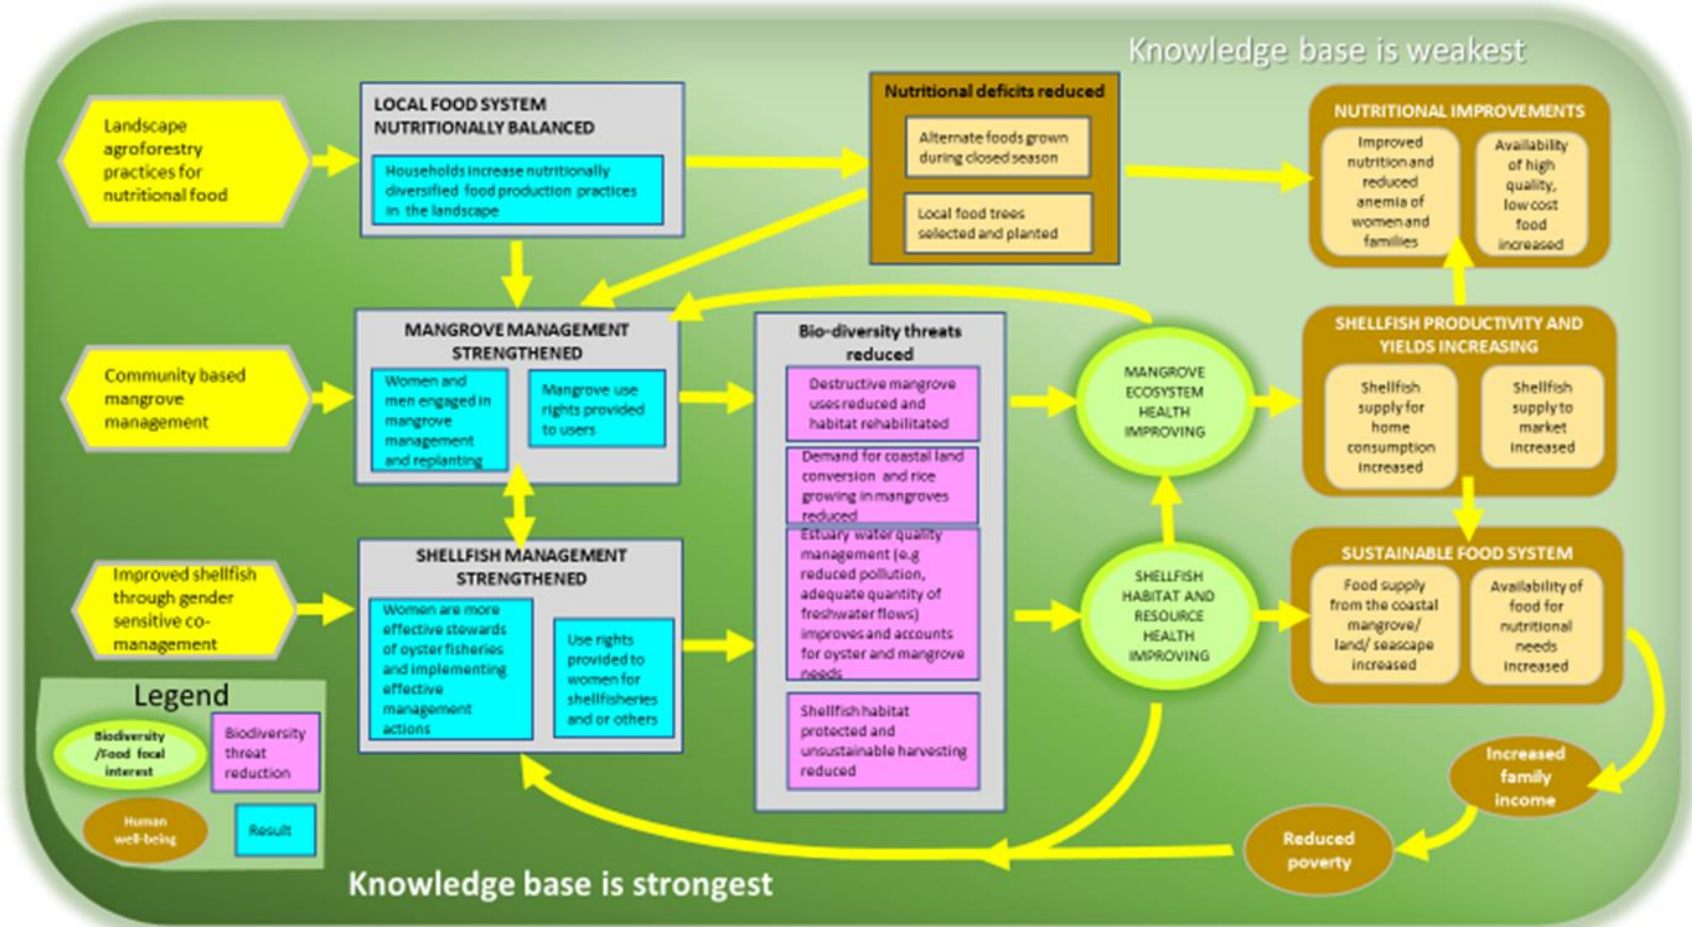 Knowledge base is weakest
Landscape
agroforestry
practices for
nutritional food
LOCAL FOOD SYSTEM
NUTRITIONALLY BALANCED
Households increase nutritionally
diversified food production practices
in the landscape
Nutritional deficits reduced
Alternate foods grown
during closed season
Local food trees
selected and planted
NUTRITIONAL IMPROVEMENTS
Improved
nutrition and
reduced
anemia of
women and
families
Availability
of high
quality,
low cost
food
increased
Community based
mangrove
management
MANGROVE MANAGEMENT
STRENGTHENED
Women and
men engaged in
mangrove
management
and replanting
Mangrove use
rights provided
to users
Bio-diversity threats
reduced
Destructive mangrove
uses reduced and
habitat rehabilitated
Demand for coastal land
conversion and rice
growing in mangroves
reduced
Estuary water quality
management (e.g
reduced pollution,
adequate quantity of
freshwater flows)
improves and accounts
for oyster and mangrove
needs
Shellfish habitat
protected and
unsustainable harvesting
reduced
MANGROVE
ECOSYSTEM
HEALTH
IMPROVING
SHELLFISH PRODUCTIVITY AND
YIELDS INCREASING
Shellfish
supply for
home
consumption
increased
Shellfish
supply to
market
increased
Improved shellfish
through gender
sensitive co-
management
SHELLFISH MANAGEMENT
STRENGTHENED
Women are more
effective stewards
of oyster fisheries
and implementing
effective
management
actions
Use rights
provided to
women for
shellfisheries
and or others
SHELLFISH
HABITAT AND
RESOURCE
HEALTH
IMPROVING
SUSTAINABLE FOOD SYSTEM
Food supply
from the coastal
mangrove/
land/ seascape
increased
Availability of
food for
nutritional
needs
increased
Increased
family
income
Reduced
poverty
Legend
Biodiversity
/Food focal
interest
Biodiversity
threat
reduction
Human
well-being
Result
Knowledge base is strongest